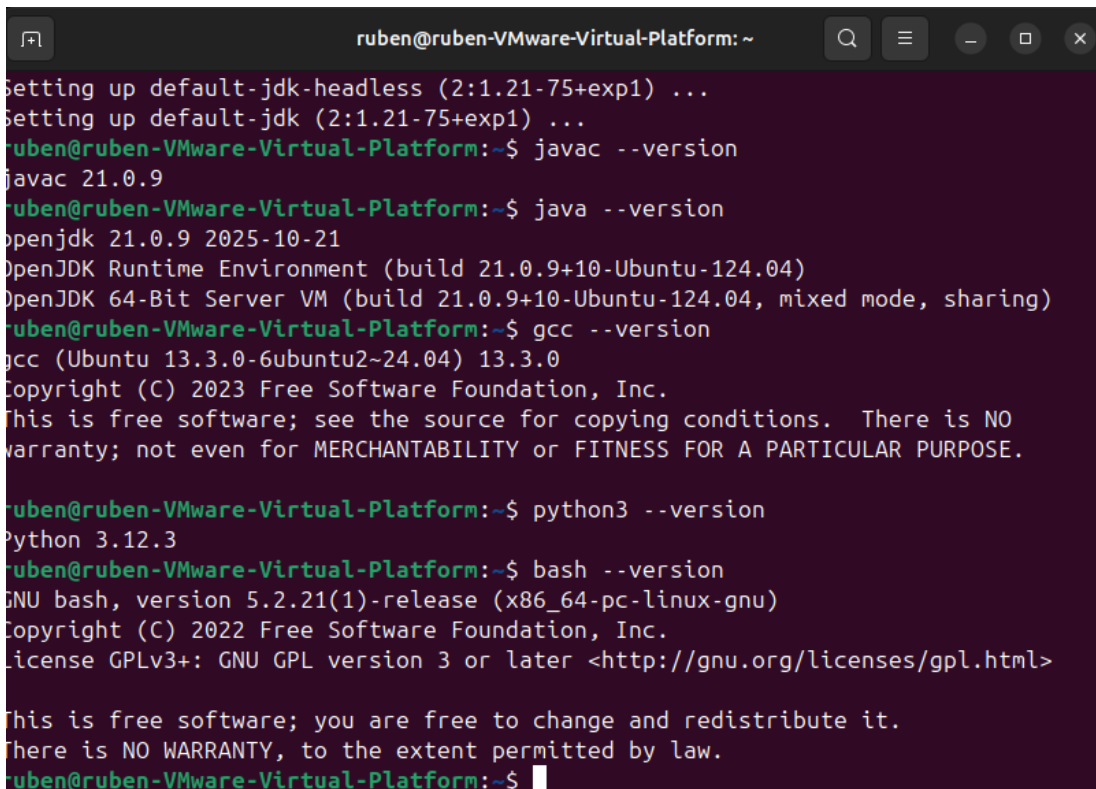 ruben@ruben-VMware-Virtual-Platform: ~
Setting up default-jdk-headless (2:1.21-75+exp1) ...
Setting up default-jdk (2:1.21-75+exp1) ...
ruben@ruben-VMware-Virtual-Platform:~$ javac --version
javac 21.0.9
ruben@ruben-VMware-Virtual-Platform:~$ java --version
openjdk 21.0.9 2025-10-21
OpenJDK Runtime Environment (build 21.0.9+10-Ubuntu-124.04)
OpenJDK 64-Bit Server VM (build 21.0.9+10-Ubuntu-124.04, mixed mode, sharing)
ruben@ruben-VMware-Virtual-Platform:~$ gcc --version
gcc (Ubuntu 13.3.0-6ubuntu2~24.04) 13.3.0
Copyright (C) 2023 Free Software Foundation, Inc.
This is free software; see the source for copying conditions.  There is NO
warranty; not even for MERCHANTABILITY or FITNESS FOR A PARTICULAR PURPOSE.
ruben@ruben-VMware-Virtual-Platform:~$ python3 --version
Python 3.12.3
ruben@ruben-VMware-Virtual-Platform:~$ bash --version
GNU bash, version 5.2.21(1)-release (x86_64-pc-linux-gnu)
Copyright (C) 2022 Free Software Foundation, Inc.
License GPLv3+: GNU GPL version 3 or later <http://gnu.org/licenses/gpl.html>
This is free software; you are free to change and redistribute it.
There is NO WARRANTY, to the extent permitted by law.
ruben@ruben-VMware-Virtual-Platform:~$